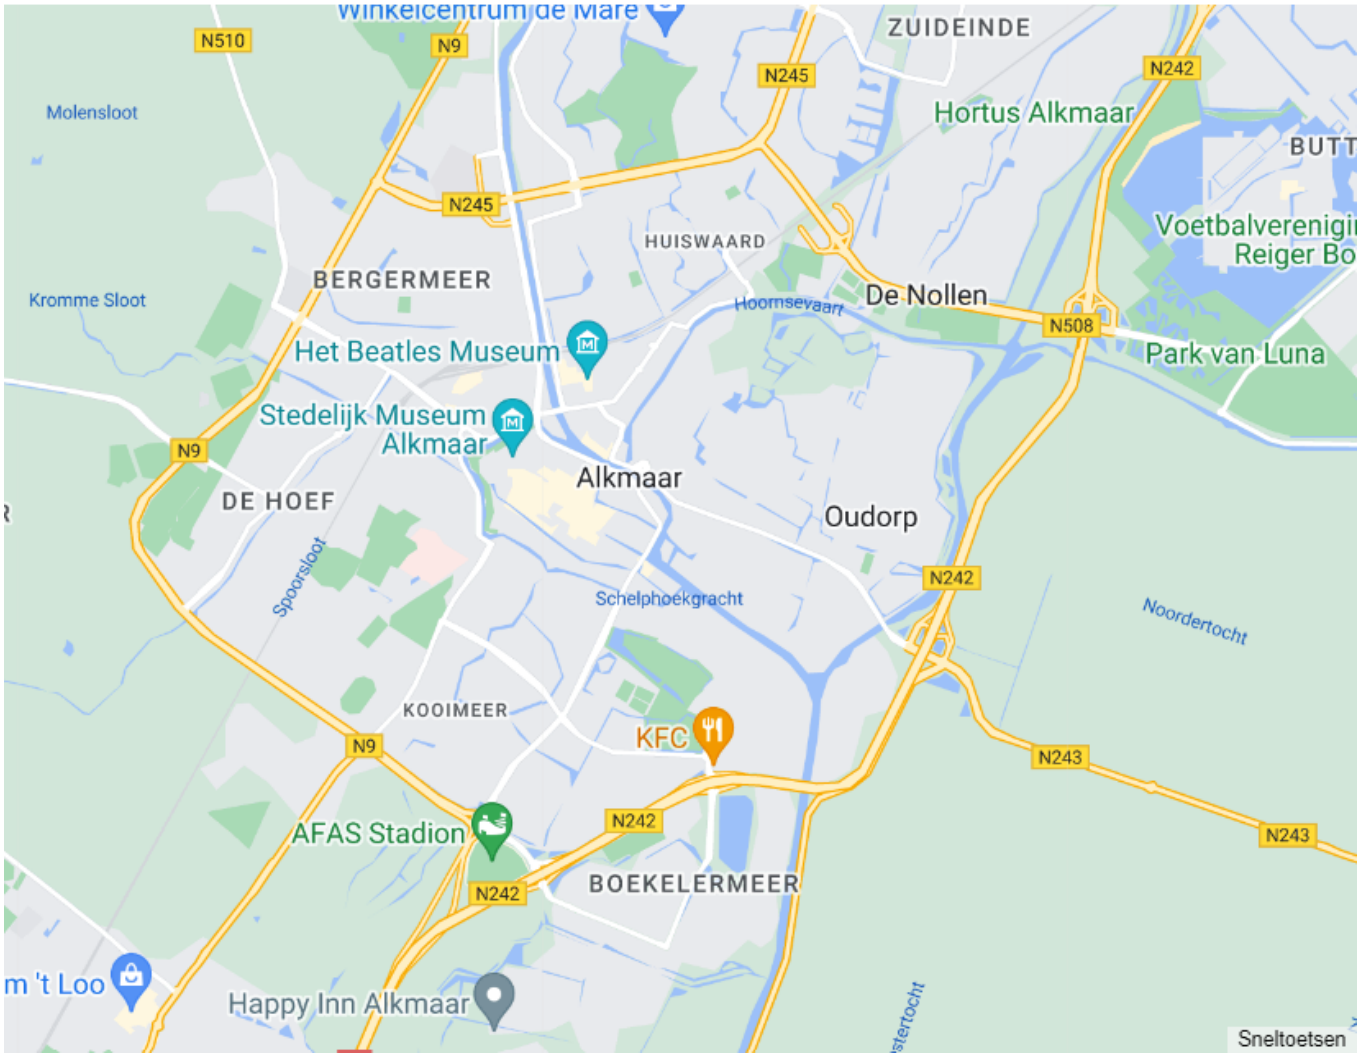 Winkelcentrum de Mare
ZUIDEINDE
N510
N9
N245
N242
Molensloot
Hortus Alkmaar
BUTT
N245
HUISWAARD
Voetbalverenigi
Reiger Bo
BERGERMEER
Kromme Sloot
Hoornsevaart
De Nollen
N508
Het Beatles Museum
Park van Luna
Stedelijk Museum
Alkmaar
N9
Alkmaar
DE HOEF
R
Oudorp
Spoorsloot
N242
Schelphoekgracht
Noordertocht
KOOIMEER
KFC
N9
N243
AFAS Stadion
N242
N243
N242
BOEKELERMEER
m 't Loo
Happy Inn Alkmaar
stertocht
Sneltoetsen